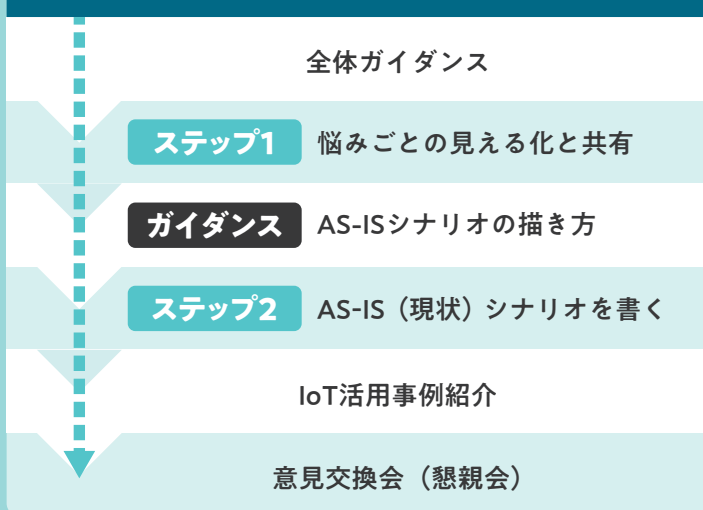 全体ガイダンス
ステップ1 悩みごとの見える化と共有
ガイダンス AS-ISシナリオの描き方
ステップ2 AS-IS（現状）シナリオを書く
IoT活用事例紹介
意見交換会（懇親会）